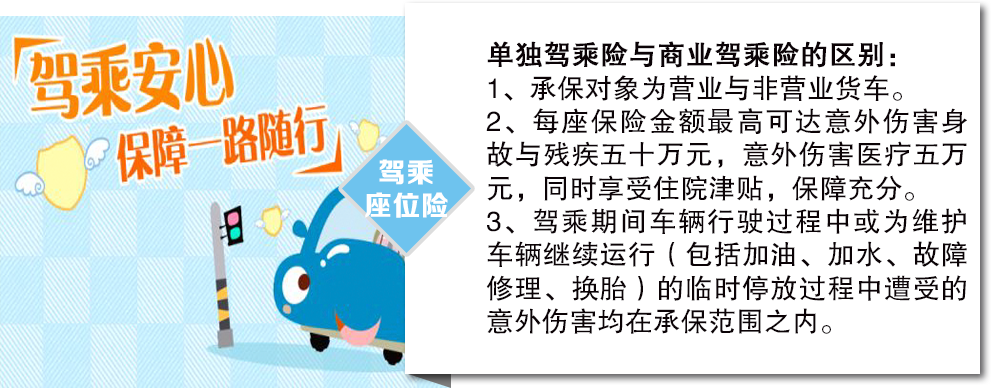 驾乘安心
保障一路随行
驾乘
座位险
单独驾乘险与商业驾乘险的区别：
1、承保对象为营业与非营业货车。
2、每座保险金额最高可达意外伤害身
故与残疾五十万元，意外伤害医疗五万
元，同时享受住院津贴，保障充分。
3、驾乘期间车辆行驶过程中或为维护
车辆继续运行（包括加油、加水、故障
修理、换胎）的临时停放过程中遭受的
意外伤害均在承保范围之内。